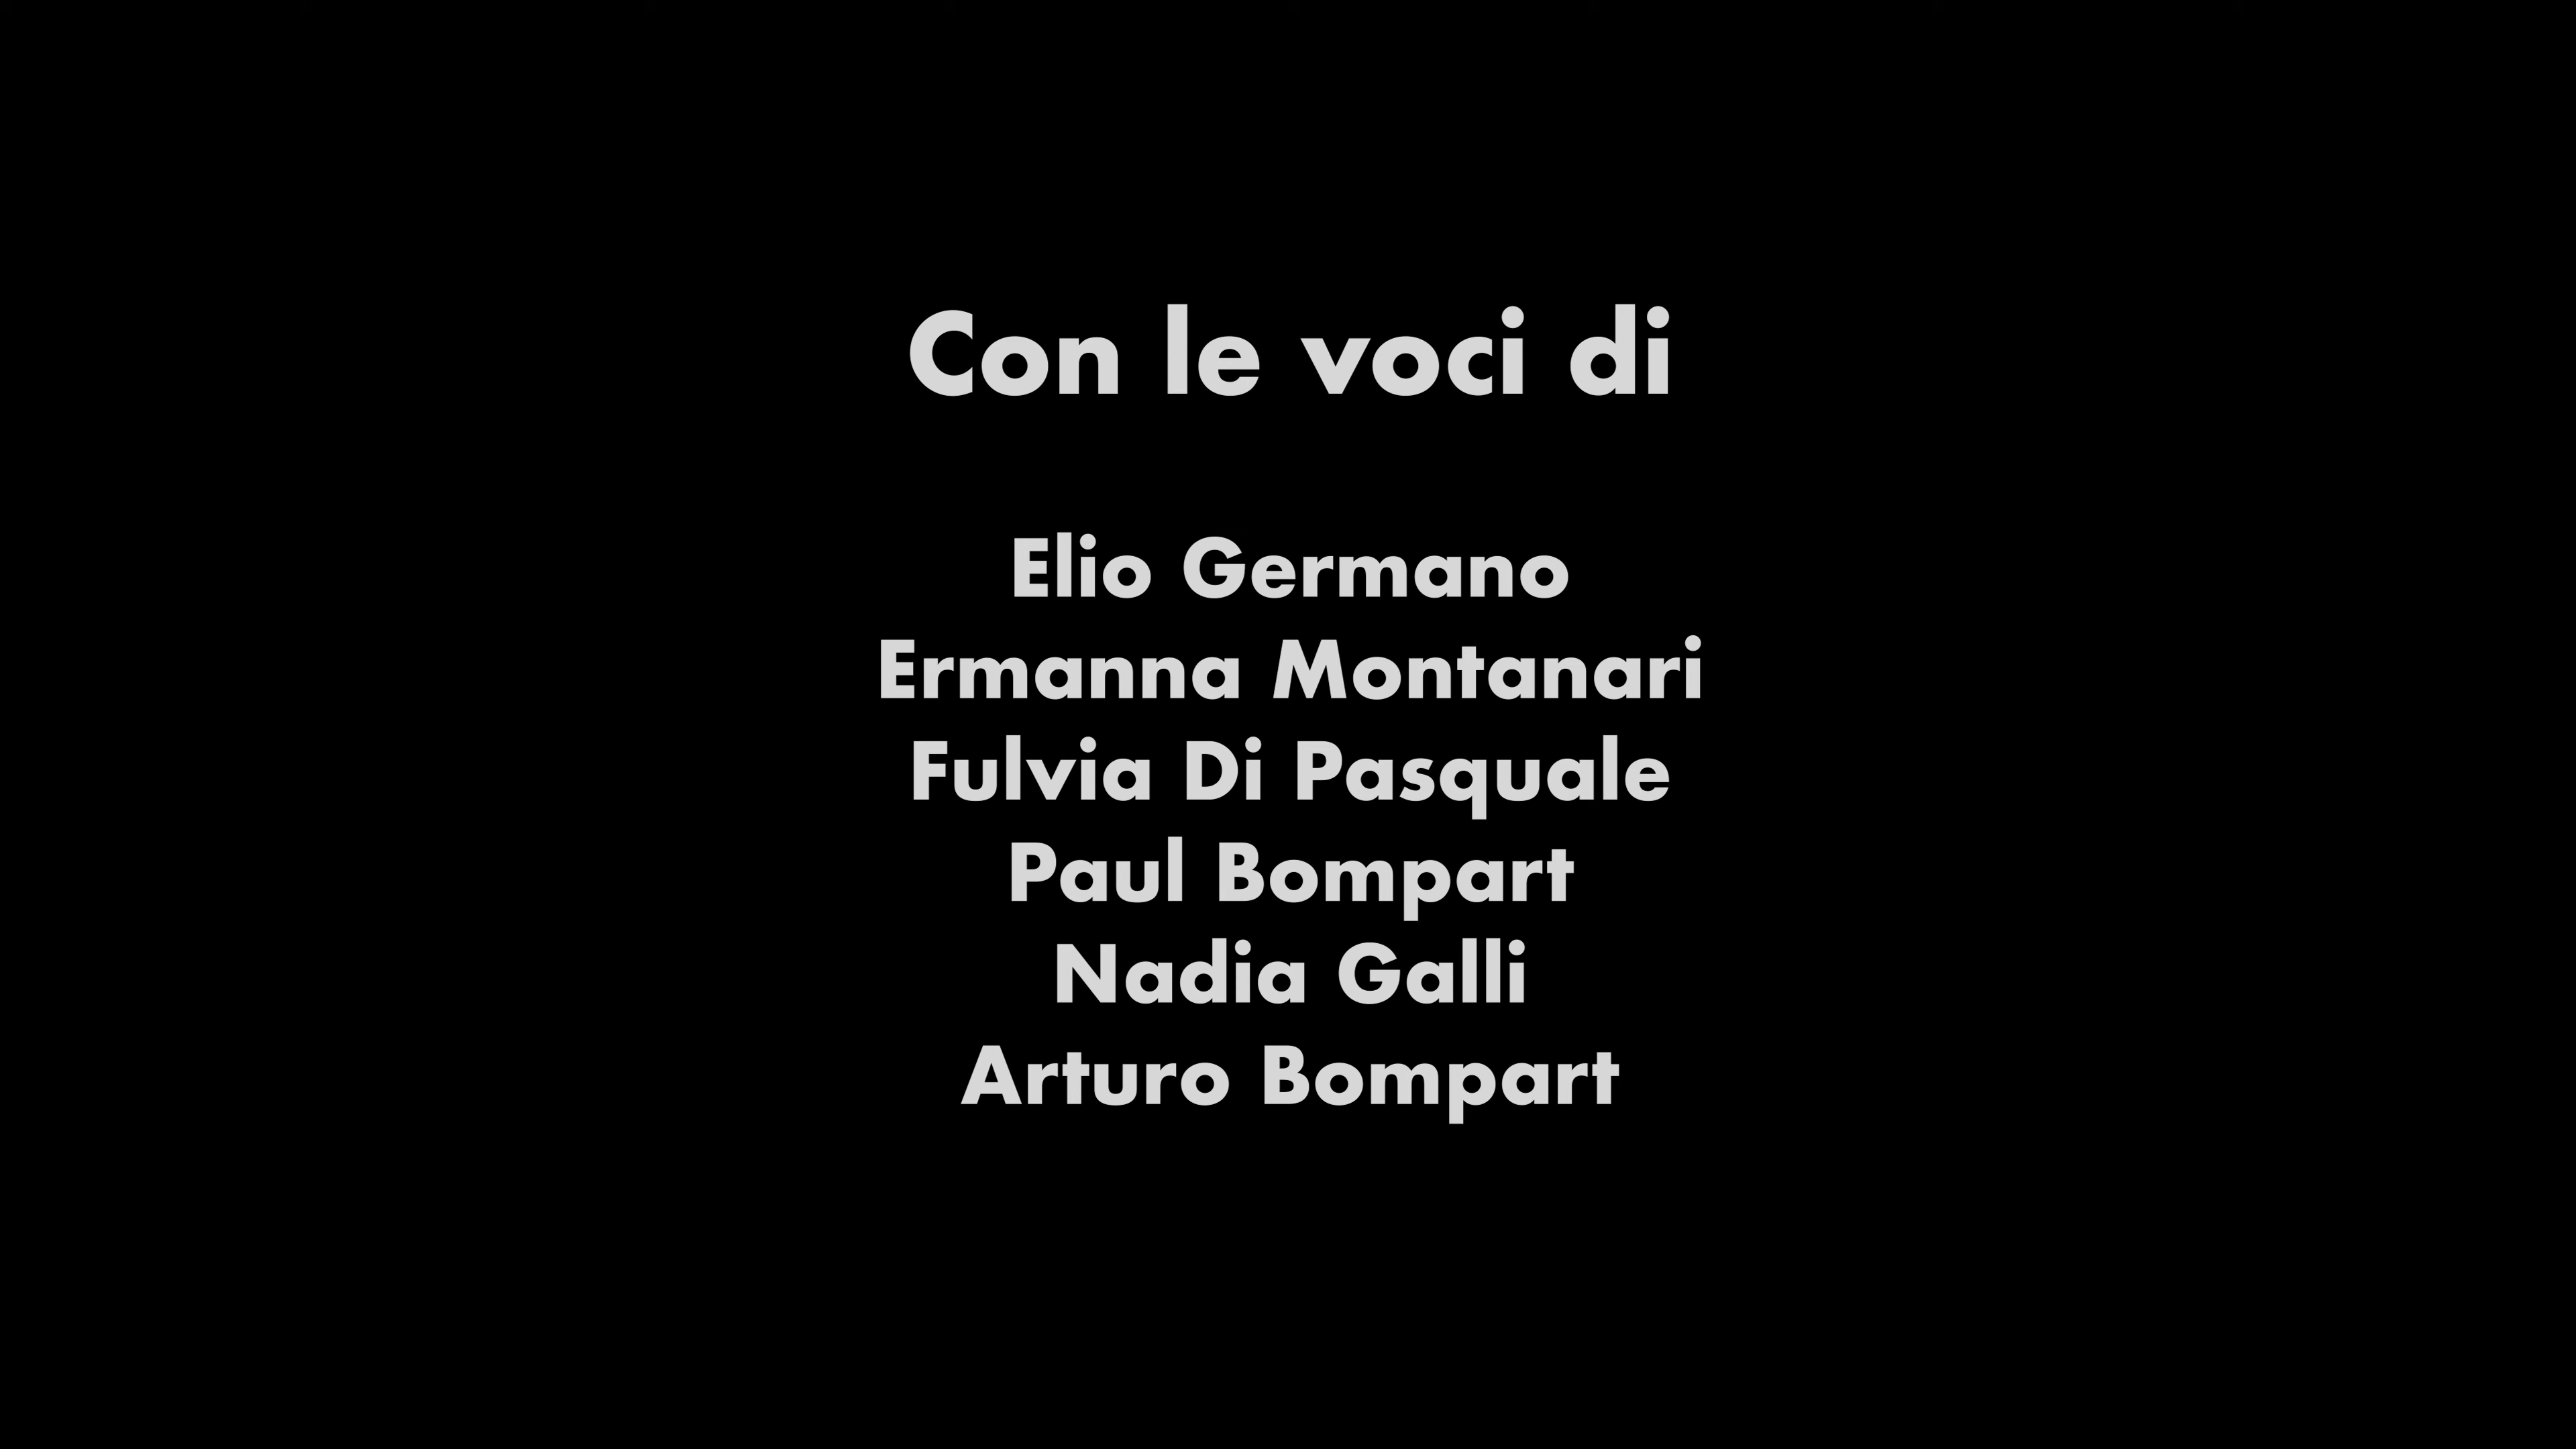 Con le voci di
Elio Germano
Ermanna Montanari
Fulvia Di Pasquale
Paul Bompart
Nadia Galli
Arturo Bompart